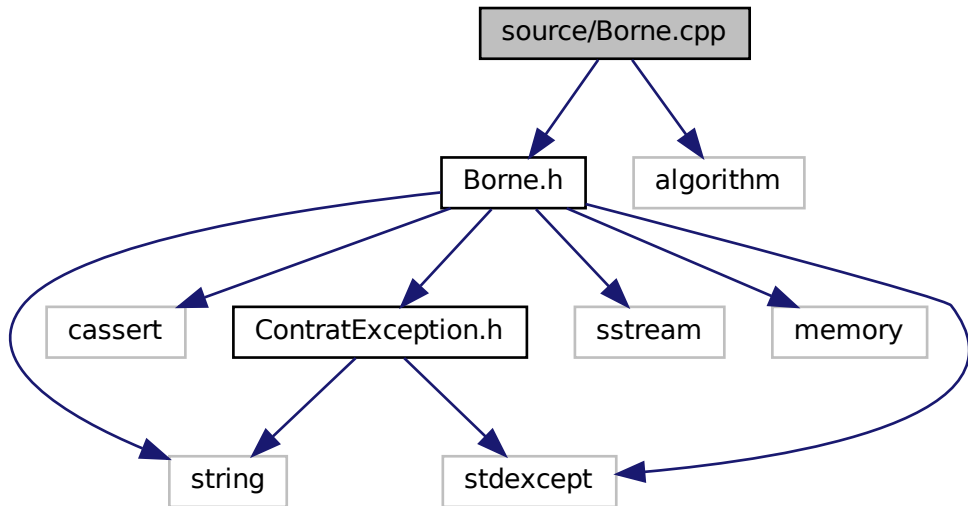 source/Borne.cpp
Borne.h
algorithm
cassert
ContratException.h
sstream
memory
string
stdexcept